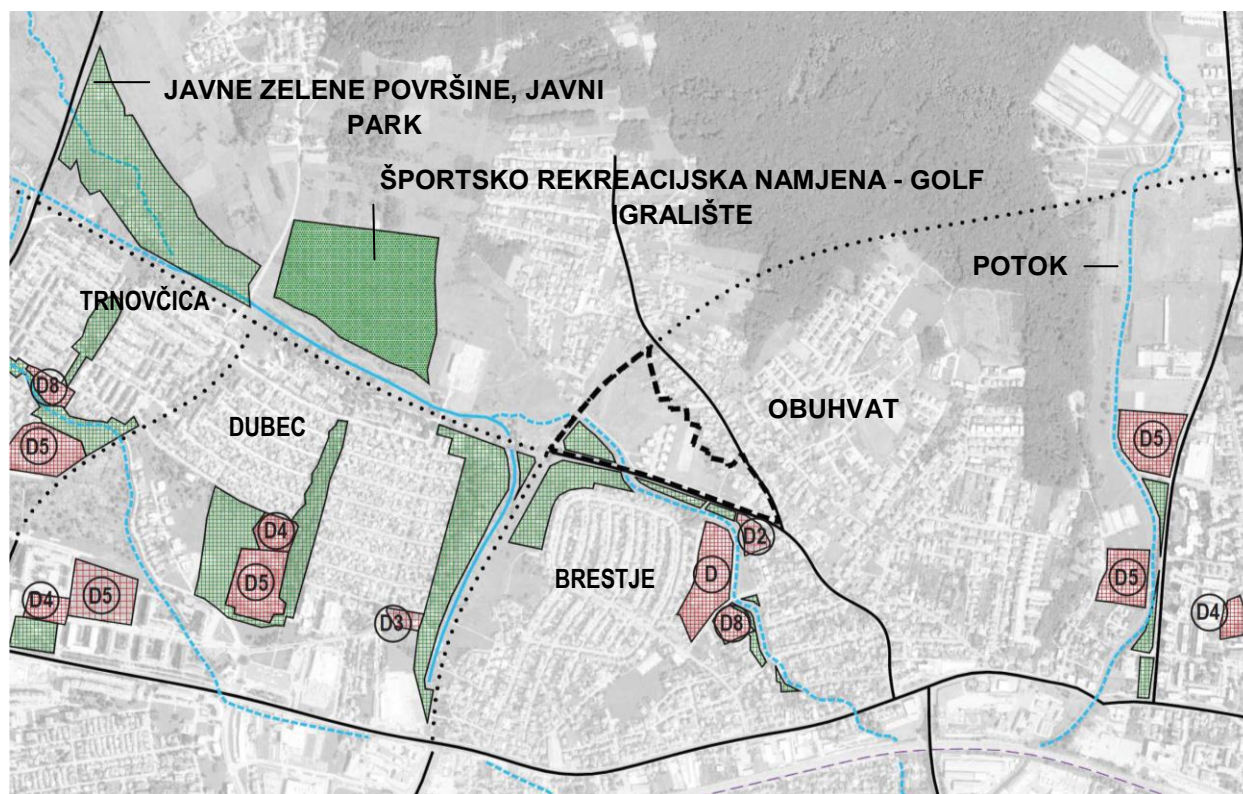 JAVNE ZELENE POVRŠINE, JAVNI
PARK
ŠPORTSKO REKREACIJSKA NAMJENA - GOLF
IGRALIŠTE
POTOK
TRNOVČICA
D8
OBUHVAT
DUBEC
D5
D5
D4
D2
BRESTJE
D
D5
D5
D5
D4
D4
D3
D8